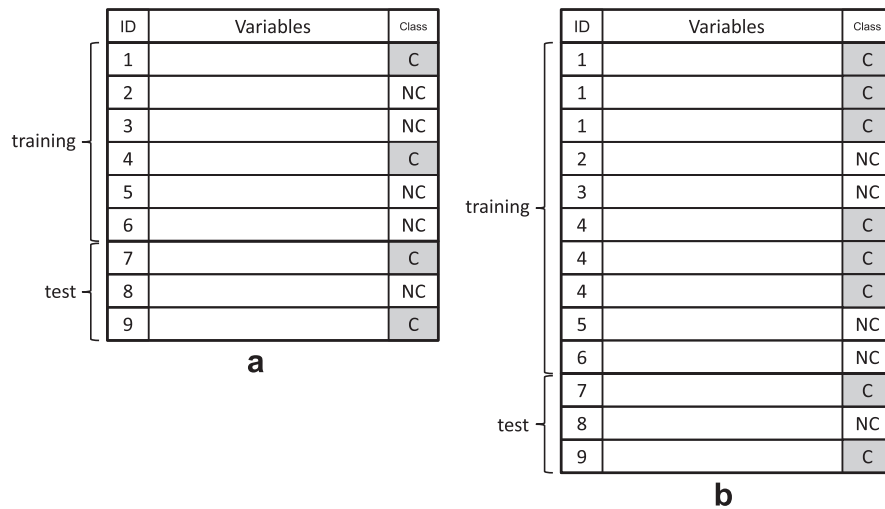 ID Variables Class
1 C
2 NC
3 NC
training
4 C
5 NC
6 NC
7 C
test 8 NC
9 C
a
ID Variables Class
1 C
1 C
1 C
2 NC
3 NC
training
4 C
4 C
4 C
5 NC
6 NC
7 C
test 8 NC
9 C
b